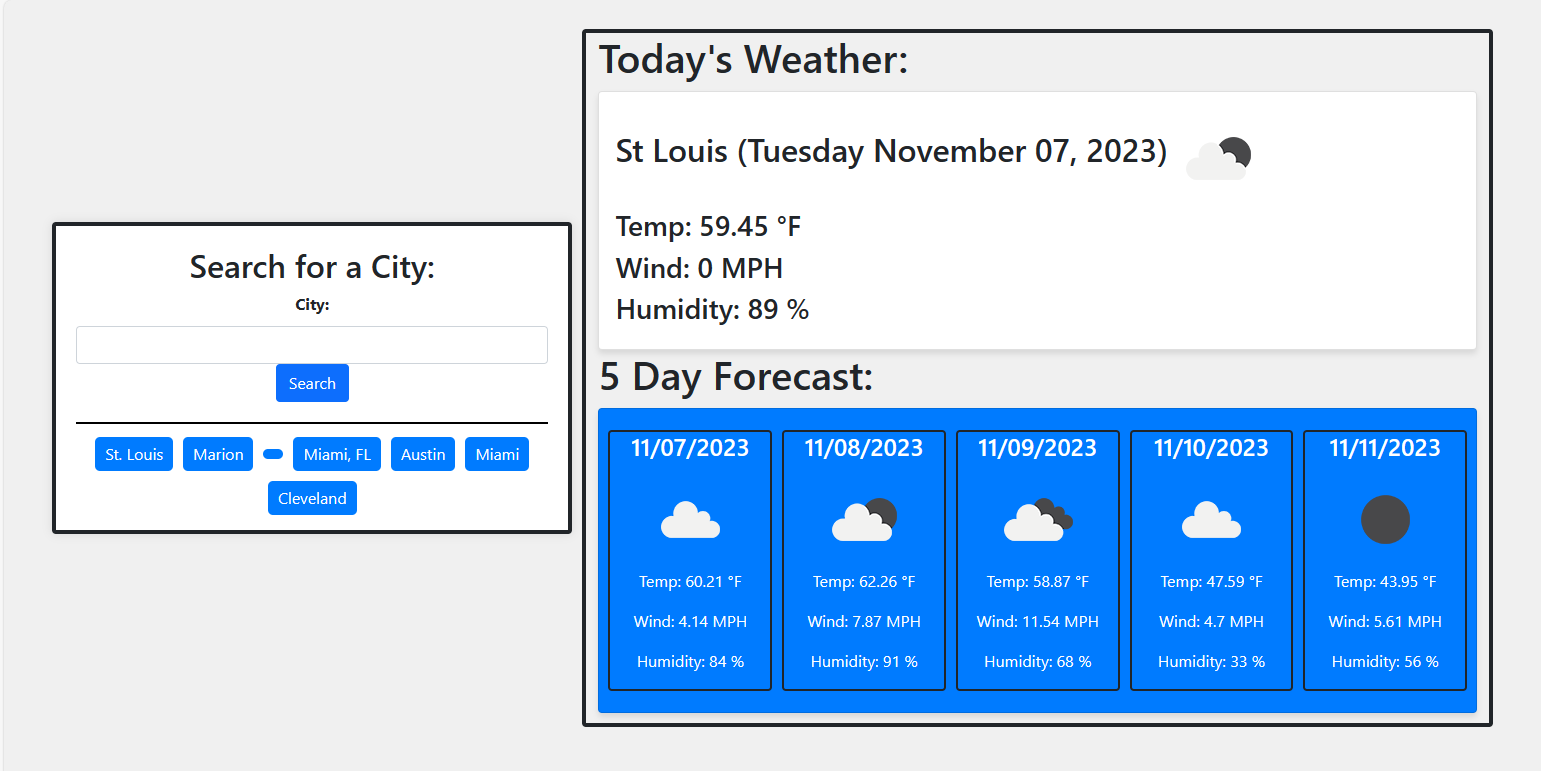 Search for a City:
City:
Search
St. Louis Marion Miami, FL Austin Miami
Cleveland
Today's Weather:
St Louis (Tuesday November 07, 2023)
Temp: 59.45 °F
Wind: 0 MPH
Humidity: 89 %
5 Day Forecast:
11/07/2023
Temp: 60.21 °F
Wind: 4.14 MPH
Humidity: 84 %
11/08/2023
Temp: 62.26 °F
Wind: 7.87 MPH
Humidity: 91 %
11/09/2023
Temp: 58.87 °F
Wind: 11.54 MPH
Humidity: 68 %
11/10/2023
Temp: 47.59 °F
Wind: 4.7 MPH
Humidity: 33 %
11/11/2023
Temp: 43.95 °F
Wind: 5.61 MPH
Humidity: 56 %